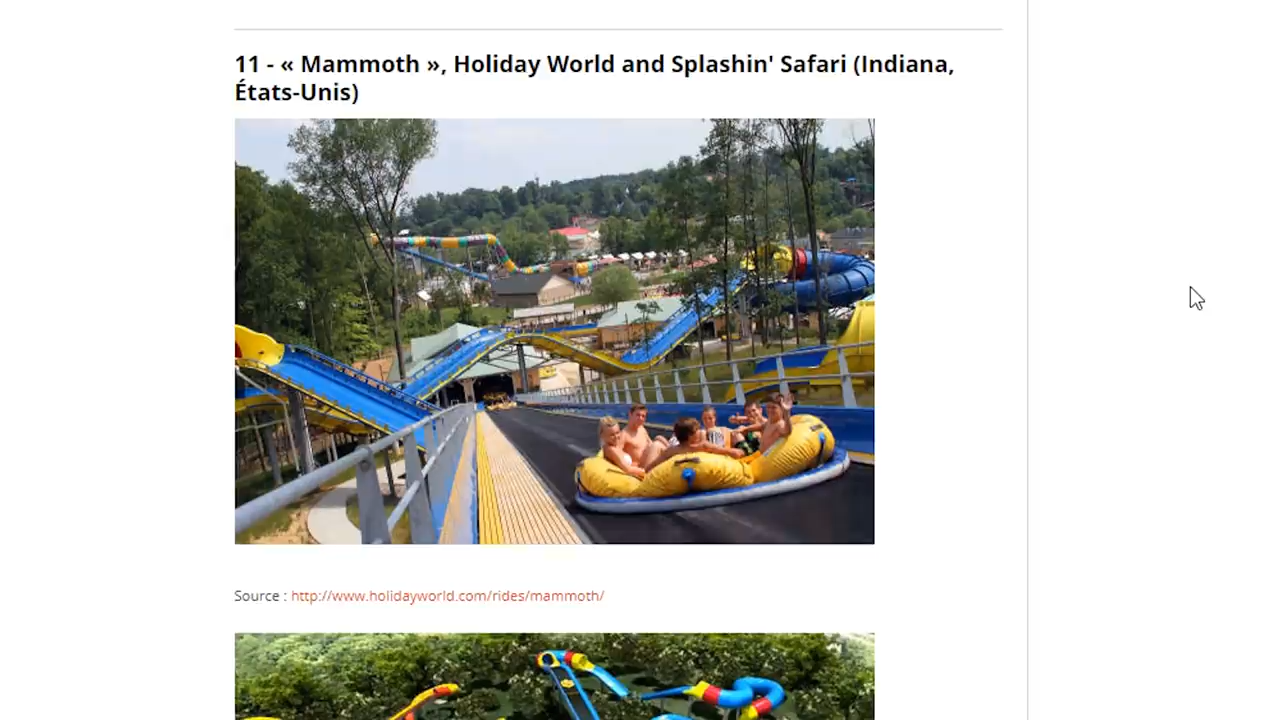 11 - « Mammoth », Holiday World and Splashin' Safari (Indiana,
États-Unis)
Source : http://www.holidayworld.com/rides/mammoth/